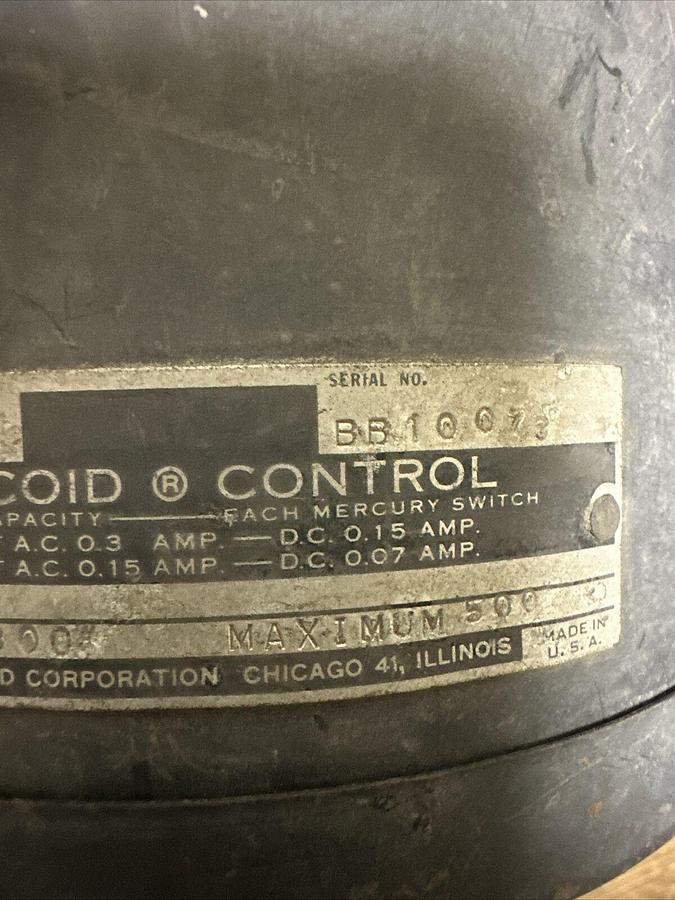 SERIAL NO.
BB10073
COID ® CONTROL
APACITY — EACH MERCURY SWITCH
T A.C. 0.3 AMP. — D.C. 0.15 AMP.
T A.C. 0.15 AMP. — D.C. 0.07 AMP.
300# MAXIMUM 500
D CORPORATION CHICAGO 41, ILLINOIS
MADE IN
U.S.A.